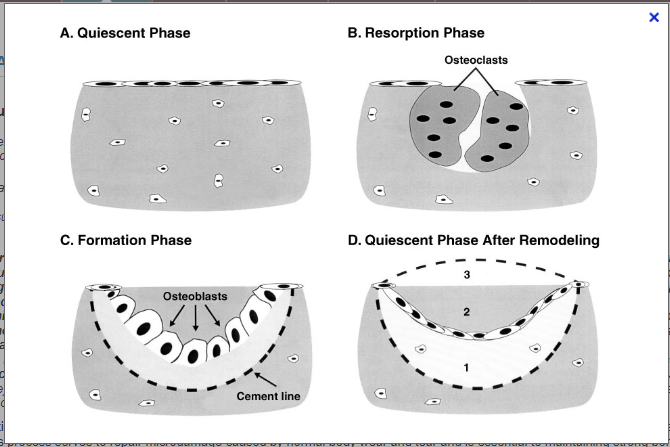 A. Quiescent Phase
B. Resorption Phase
Osteoclasts
C. Formation Phase
Osteoblasts
Cement line
D. Quiescent Phase After Remodeling
3
2
1